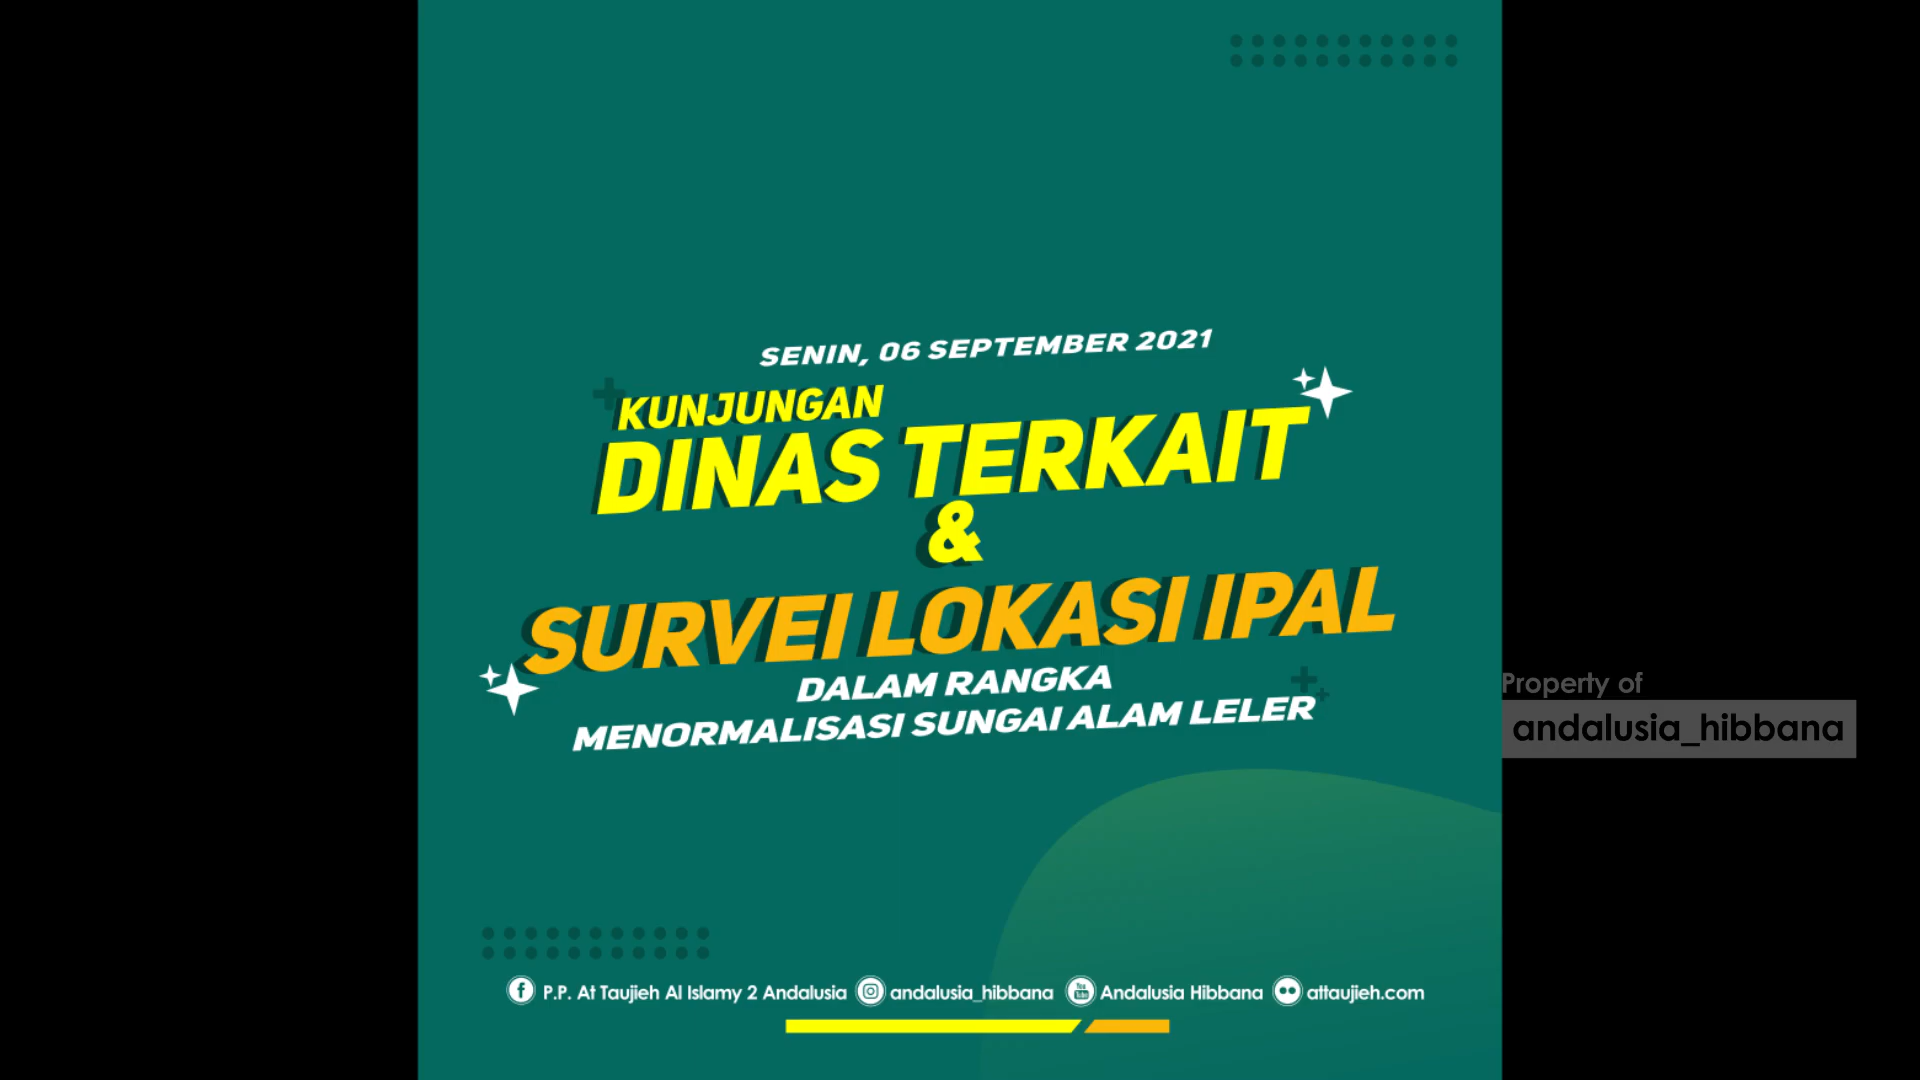 SENIN, 06 SEPTEMBER 2021
KUNJUNGAN
DINAS TERKAIT
&
SURVEI LOKASI IPAL
DALAM RANGKA
MENORMALISASI SUNGAI ALAM LELER
Property of
andalusia_hibbana
P.P. At Taujieh Al Islamy 2 Andalusia andalusia_hibbana Andalusia Hibbana attaujieh.com